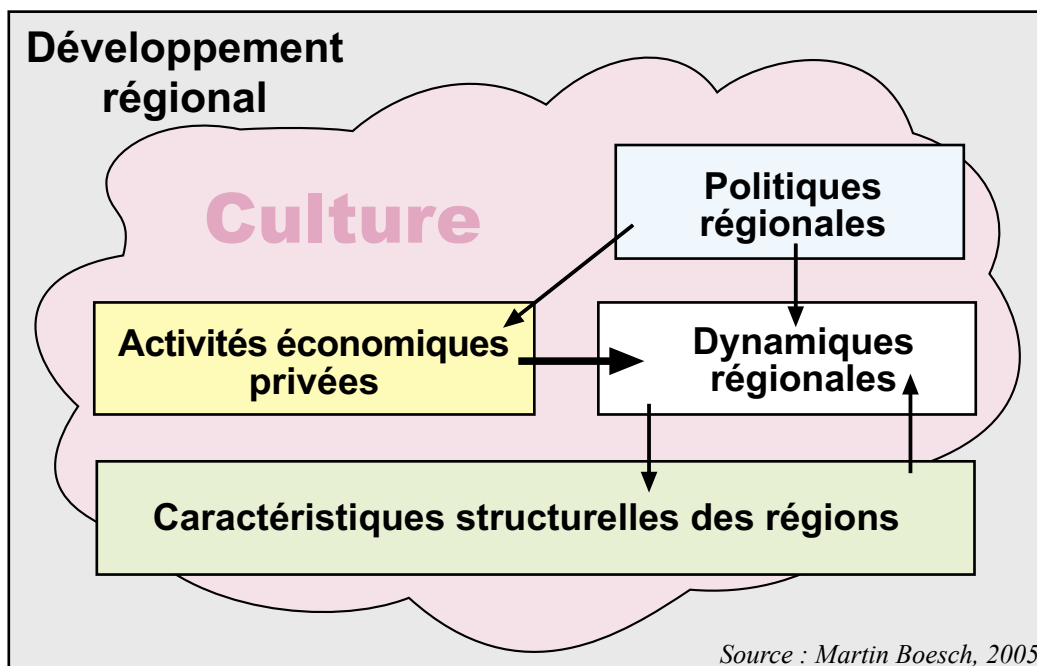 Développement
régional
Culture
Politiques
régionales
Activités économiques
privées
Dynamiques
régionales
Caractéristiques structurelles des régions
Source : Martin Boesch, 2005